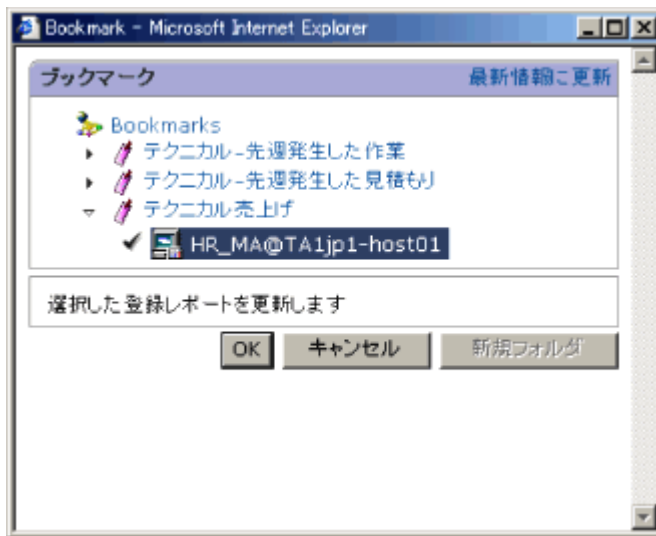 Bookmark - Microsoft Internet Explorer
ブックマーク 最新情報に更新
Bookmarks
テクニカル-先週発生した作業
テクニカル-先週発生した見積もり
テクニカル売上げ
HR_MA@TA1jp1-host01
選択した登録レポートを更新します
OK キャンセル 新規フォルダ